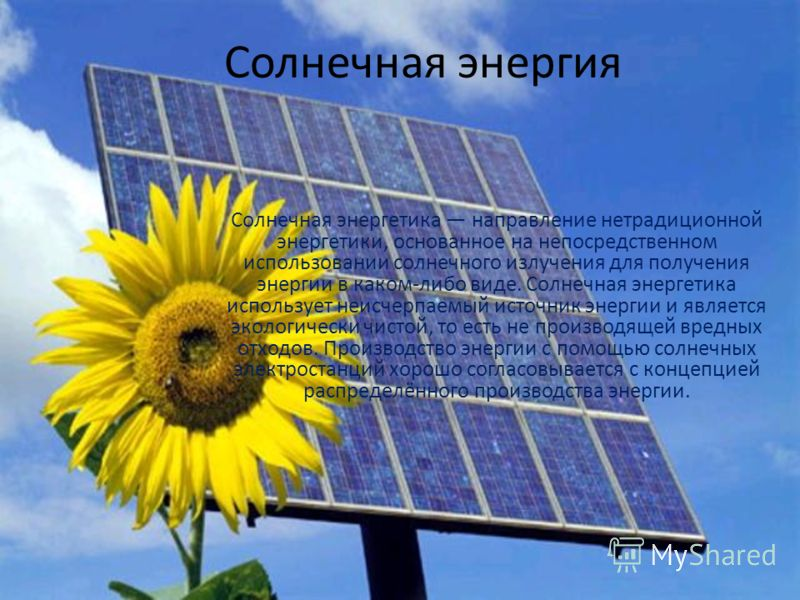 Солнечная энергия
Солнечная энергетика — направление нетрадиционной
энергетики, основанное на непосредственном
использовании солнечного излучения для получения
энергии в каком-либо виде. Солнечная энергетика
использует неисчерпаемый источник энергии и является
экологически чистой, то есть не производящей вредных
отходов. Производство энергии с помощью солнечных
электростанций хорошо согласовывается с концепцией
распределённого производства энергии.
MyShared